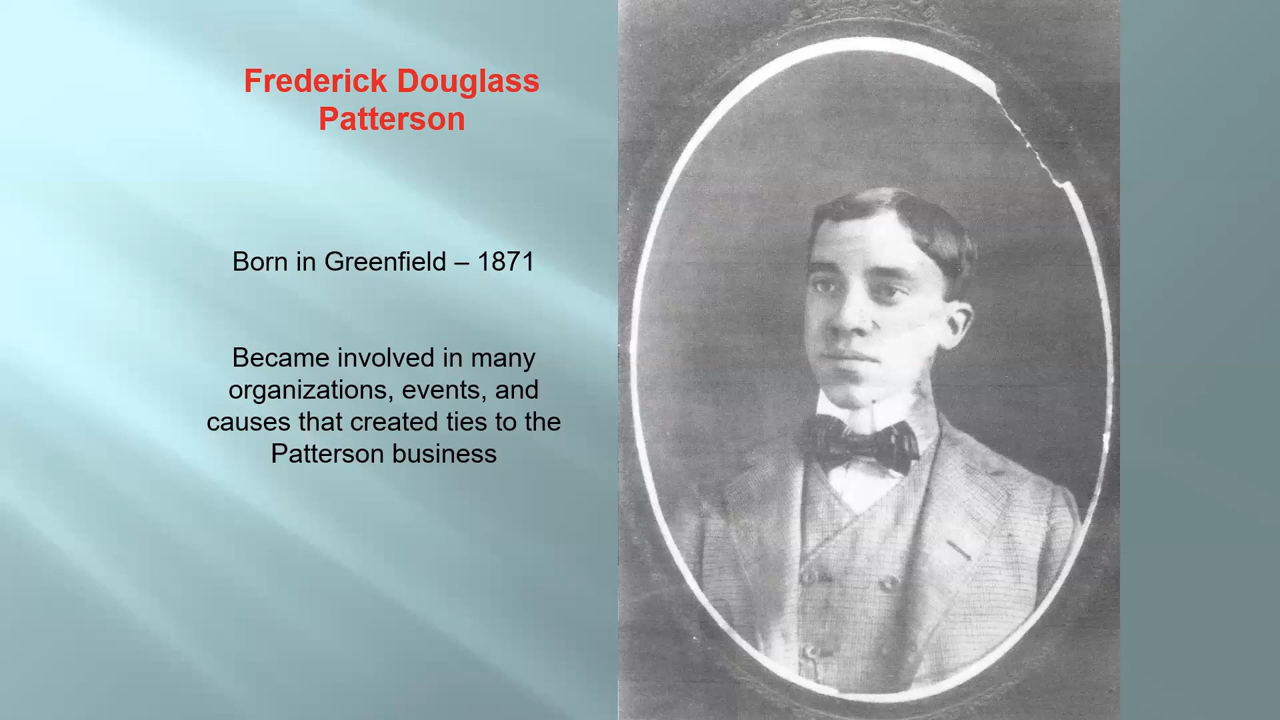 Frederick Douglass
Patterson
Born in Greenfield – 1871
Became involved in many
organizations, events, and
causes that created ties to the
Patterson business